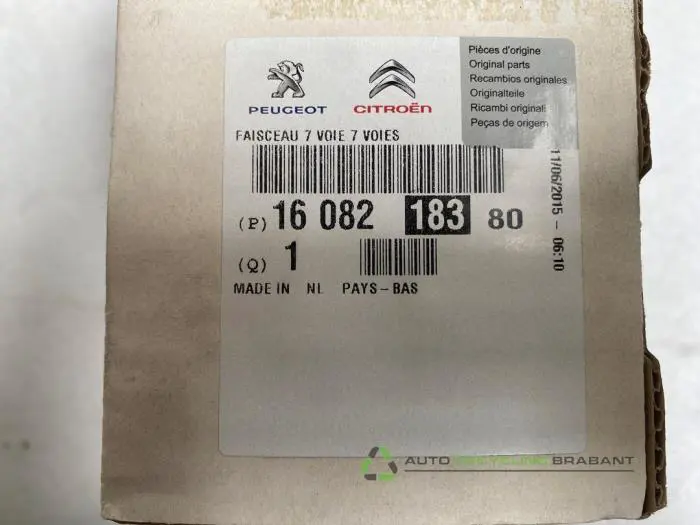 PEUGEOT
CITROËN
Pièces d'origine
Original parts
Recambios originales
Originalteile
Ricambi originali
Peças de origem
FAISCEAU 7 VOIE 7 VOIES
(P) 16 082 183 80
(Q) 1
MADE IN NL PAYS-BAS
11/06/2015 - 06:10
AUTO RECYCLING BRABANT